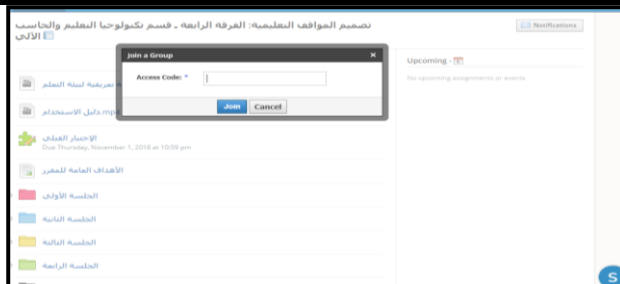 تصميم المواقف التعليمية: الفرقة الرابعة ـ قسم تكنولوجيا التعليم والحاسب
الآلي
Notifications
Join a Group
×
Access Code: *
Join
Cancel
Upcoming ·
No upcoming assignments or events
تعريفية لبيئة التعلم
دليل الاستخدام.mp
الإختبار القبلي
Due Thursday, November 1, 2018 at 10:59 pm
الأهداف العامة للمقرر
الجلسة الأولى
الجلسة الثانية
الجلسة الثالثة
الجلسة الرابعة
S